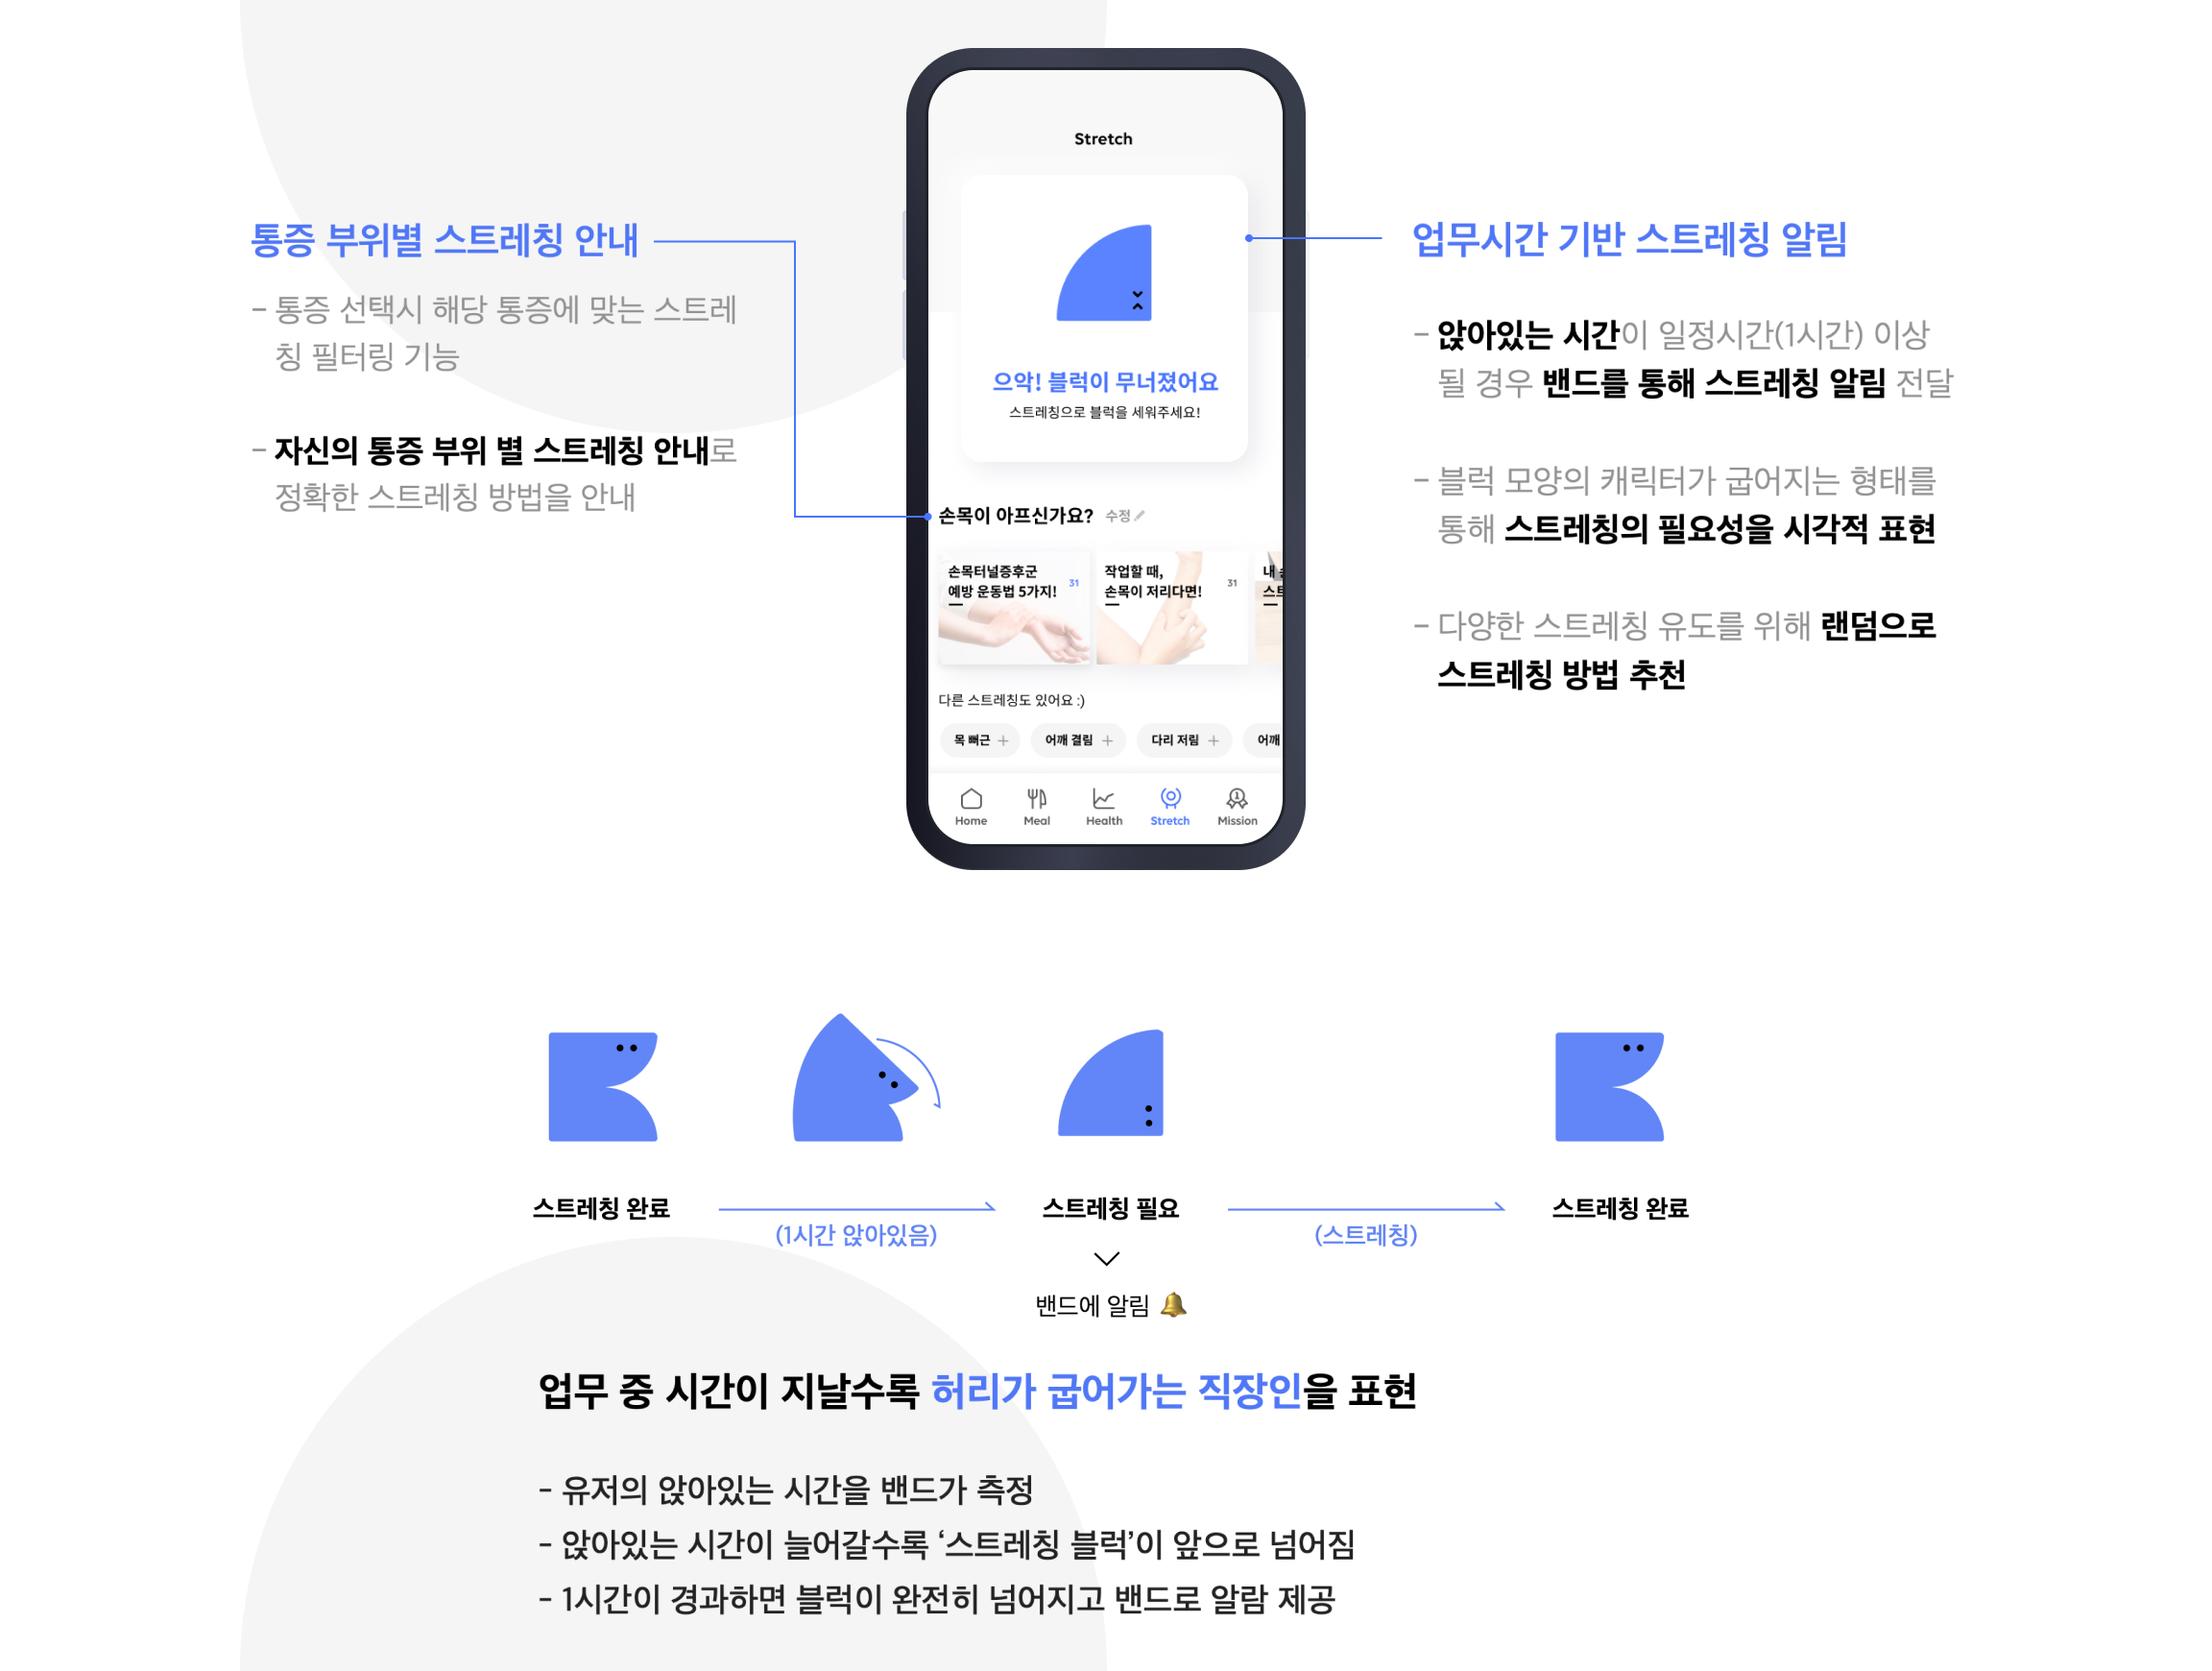 통증 부위별 스트레칭 안내
- 통증 선택시 해당 통증에 맞는 스트레
칭 필터링 기능
- 자신의 통증 부위 별 스트레칭 안내로
정확한 스트레칭 방법을 안내
Stretch
으악! 블럭이 무너졌어요
스트레칭으로 블럭을 세워주세요!
손목이 아프신가요? 수정
손목터널증후군
예방 운동법 5가지!
31
작업할 때,
손목이 저리다면!
31
내
스트
다른 스트레칭도 있어요 :)
목 뻐근 +
어깨 결림 +
다리 저림 +
어깨
Home
Meal
Health
Stretch
Mission
업무시간 기반 스트레칭 알림
- 앉아있는 시간이 일정시간(1시간) 이상
될 경우 밴드를 통해 스트레칭 알림 전달
- 블럭 모양의 캐릭터가 굽어지는 형태를
통해 스트레칭의 필요성을 시각적 표현
- 다양한 스트레칭 유도를 위해 랜덤으로
스트레칭 방법 추천
스트레칭 완료
(1시간 앉아있음)
스트레칭 필요
(스트레칭)
스트레칭 완료
밴드에 알림 🔔
업무 중 시간이 지날수록 허리가 굽어가는 직장인을 표현
- 유저의 앉아있는 시간을 밴드가 측정
- 앉아있는 시간이 늘어갈수록 ‘스트레칭 블럭’이 앞으로 넘어짐
- 1시간이 경과하면 블럭이 완전히 넘어지고 밴드로 알람 제공